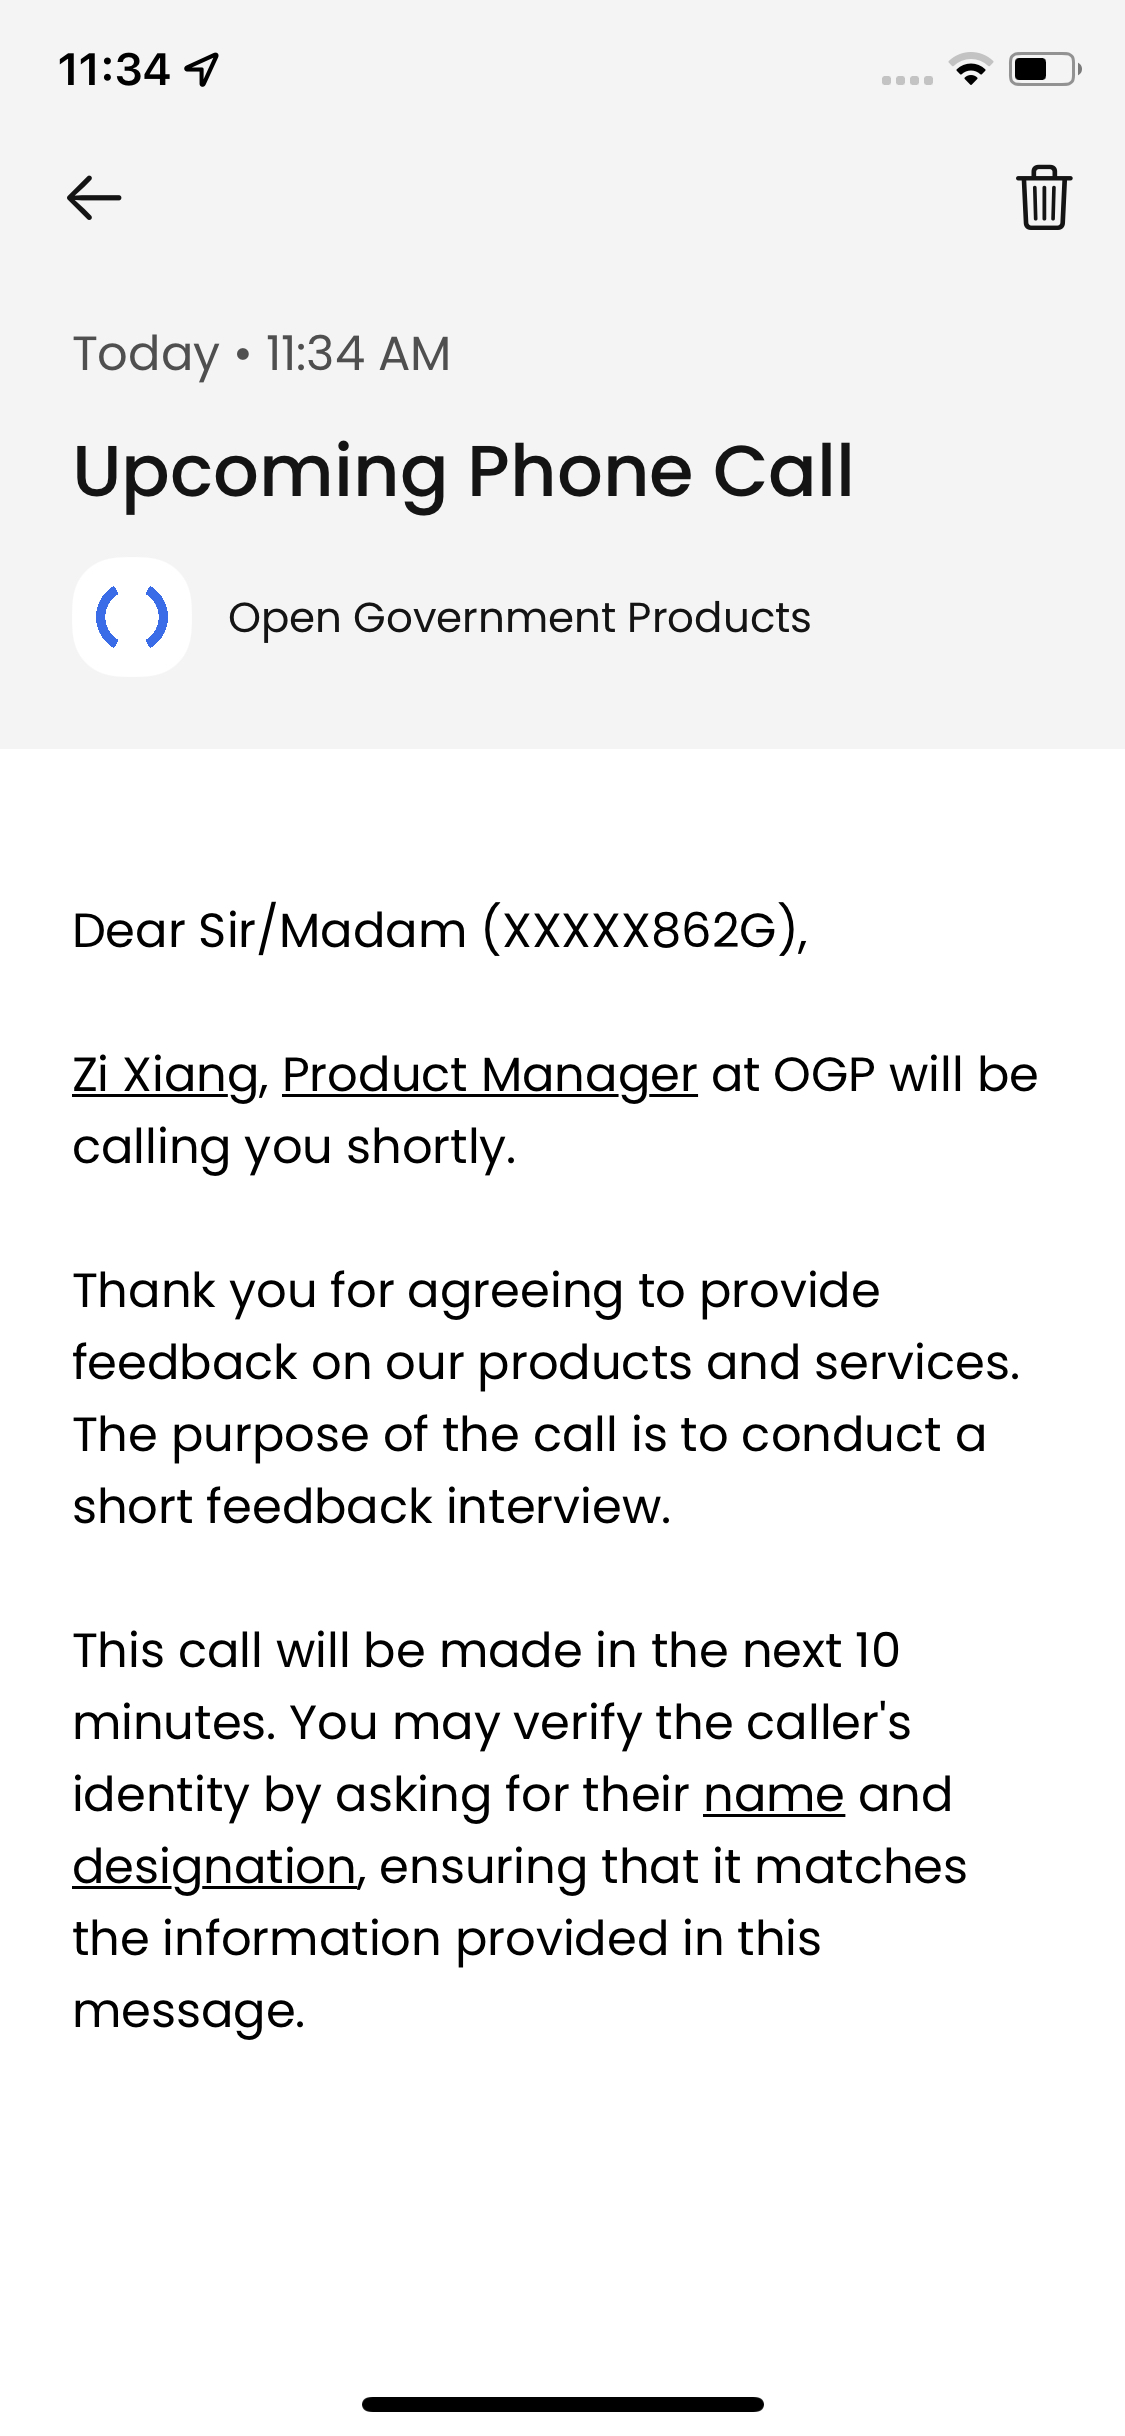 11:34
Today • 11:34 AM
Upcoming Phone Call
Open Government Products
Dear Sir/Madam (XXXXX862G),
Zi Xiang, Product Manager at OGP will be
calling you shortly.
Thank you for agreeing to provide
feedback on our products and services.
The purpose of the call is to conduct a
short feedback interview.
This call will be made in the next 10
minutes. You may verify the caller's
identity by asking for their name and
designation, ensuring that it matches
the information provided in this
message.